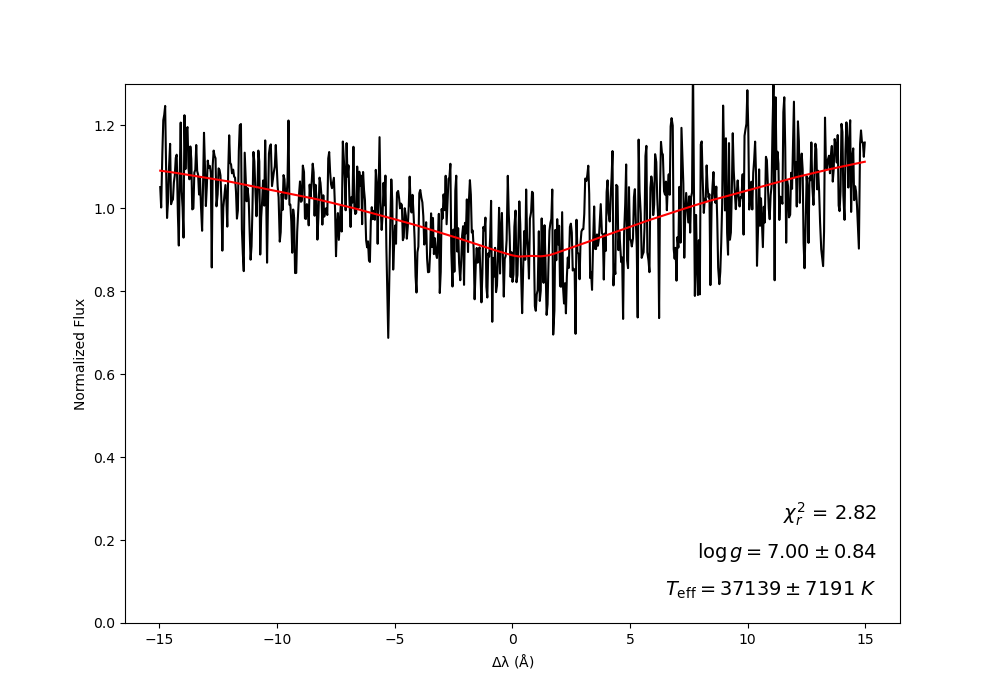 1.2
1.0
0.8
0.6
0.4
0.2
0.0
Normalized Flux
χ²ᵣ = 2.82
log g = 7.00 ± 0.84
T_eff = 37139 ± 7191 K
−15 −10 −5 0 5 10 15
Δλ (Å)